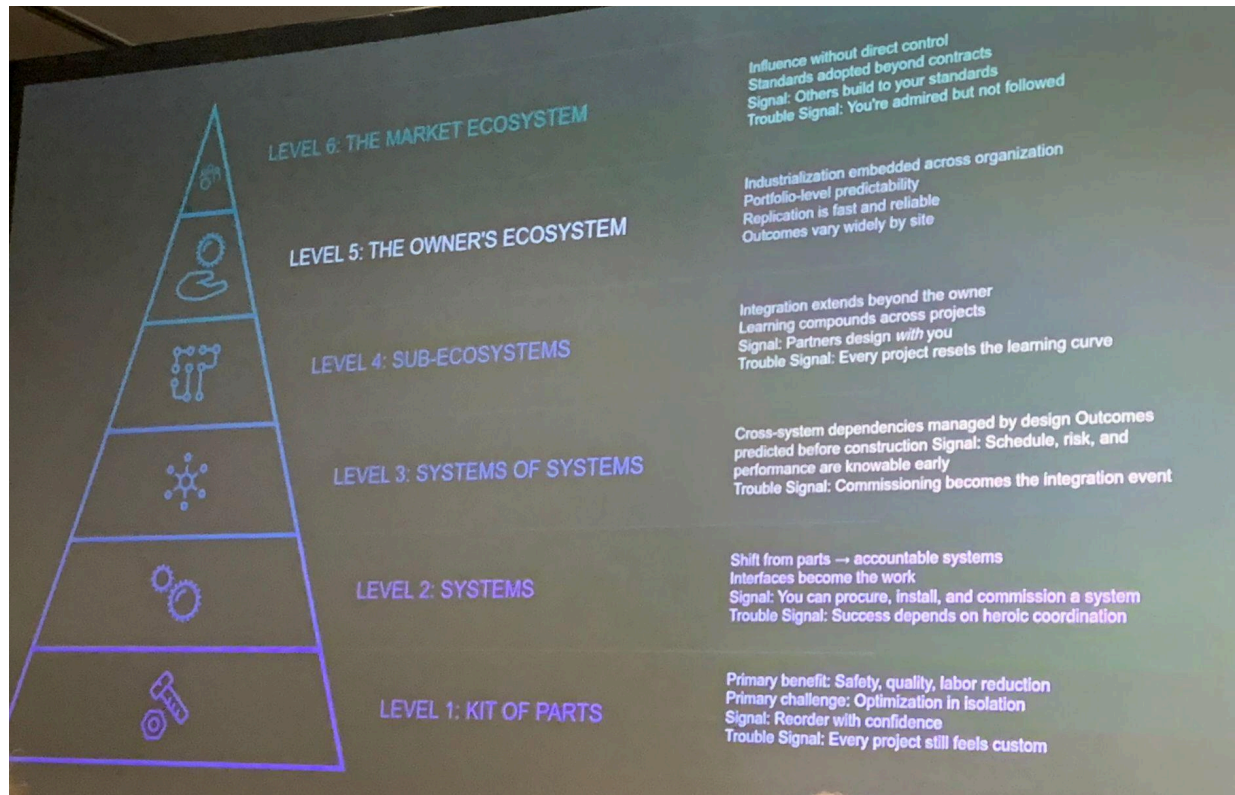 LEVEL 6: THE MARKET ECOSYSTEM
Influence without direct control
Standards adopted beyond contracts
Signal: Others build to your standards
Trouble Signal: You're admired but not followed
LEVEL 5: THE OWNER'S ECOSYSTEM
Industrialization embedded across organization
Portfolio-level predictability
Replication is fast and reliable
Outcomes vary widely by site
LEVEL 4: SUB-ECOSYSTEMS
Integration extends beyond the owner
Learning compounds across projects
Signal: Partners design with you
Trouble Signal: Every project resets the learning curve
LEVEL 3: SYSTEMS OF SYSTEMS
Cross-system dependencies managed by design Outcomes
predicted before construction Signal: Schedule, risk, and
performance are knowable early
Trouble Signal: Commissioning becomes the integration event
LEVEL 2: SYSTEMS
Shift from parts → accountable systems
Interfaces become the work
Signal: You can procure, install, and commission a system
Trouble Signal: Success depends on heroic coordination
LEVEL 1: KIT OF PARTS
Primary benefit: Safety, quality, labor reduction
Primary challenge: Optimization in isolation
Signal: Reorder with confidence
Trouble Signal: Every project still feels custom